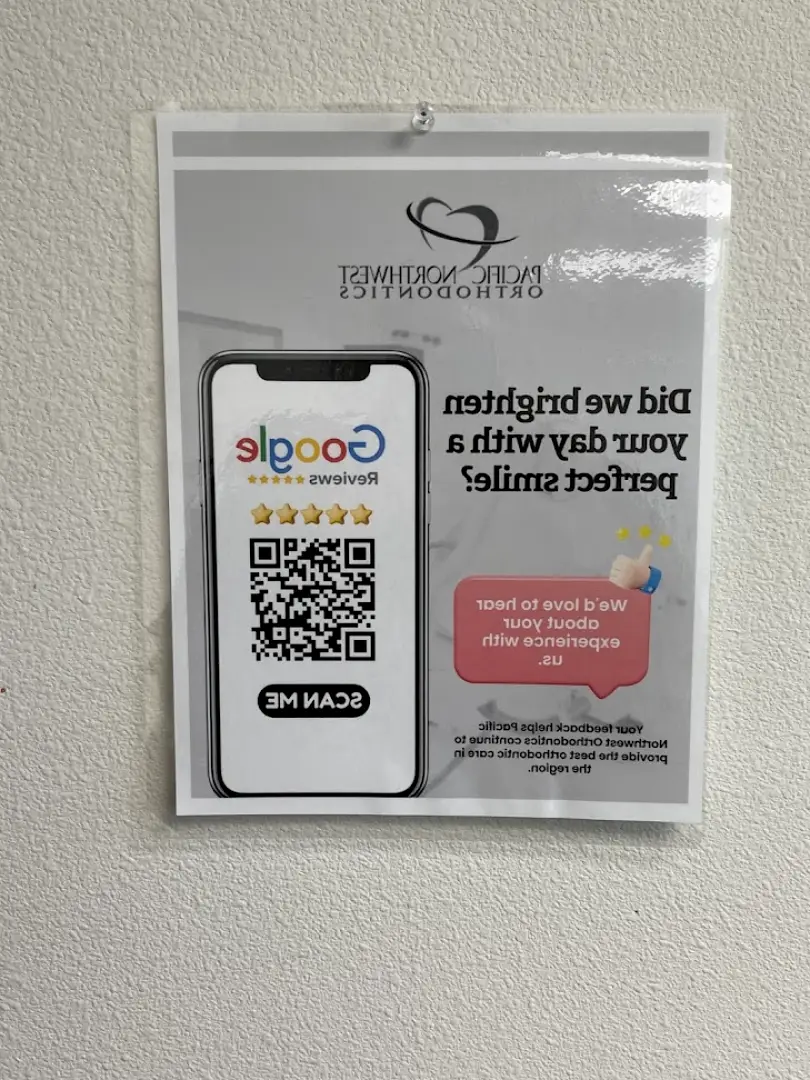 PACIFIC NORTHWEST
ORTHODONTICS
Did we brighten
your day with a
perfect smile?
Google
Reviews
SCAN ME
We'd love to hear
about your
experience with
us.
Your feedback helps Pacific
Northwest Orthodontics continue to
provide the best orthodontic care in
the region.